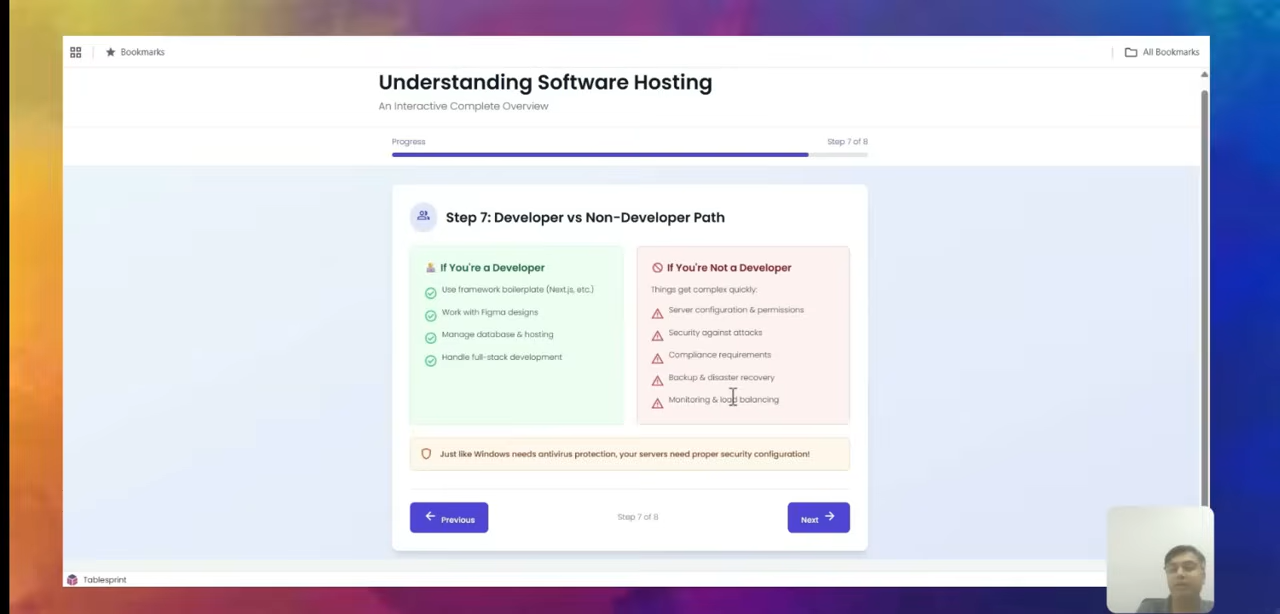 Bookmarks
All Bookmarks
Understanding Software Hosting
An Interactive Complete Overview
Progress
Step 7 of 8
Step 7: Developer vs Non-Developer Path
If You're a Developer
Use framework boilerplate (Next.js, etc.)
Work with Figma designs
Manage database & hosting
Handle full-stack development
If You're Not a Developer
Things get complex quickly:
Server configuration & permissions
Security against attacks
Compliance requirements
Backup & disaster recovery
Monitoring & load balancing
Just like Windows needs antivirus protection, your servers need proper security configuration!
Previous
Step 7 of 8
Next
Tablesprint